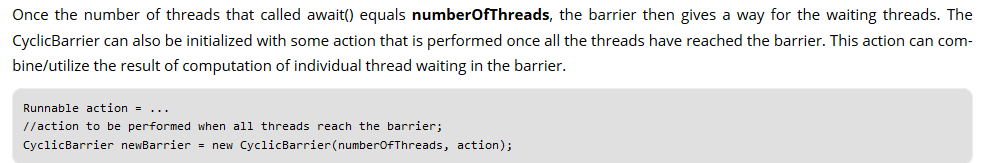 Once the number of threads that called await() equals numberOfThreads, the barrier then gives a way for the waiting threads. The
CyclicBarrier can also be initialized with some action that is performed once all the threads have reached the barrier. This action can com-
bine/utilize the result of computation of individual thread waiting in the barrier.
Runnable action = ...
//action to be performed when all threads reach the barrier;
CyclicBarrier newBarrier = new CyclicBarrier(numberOfThreads, action);